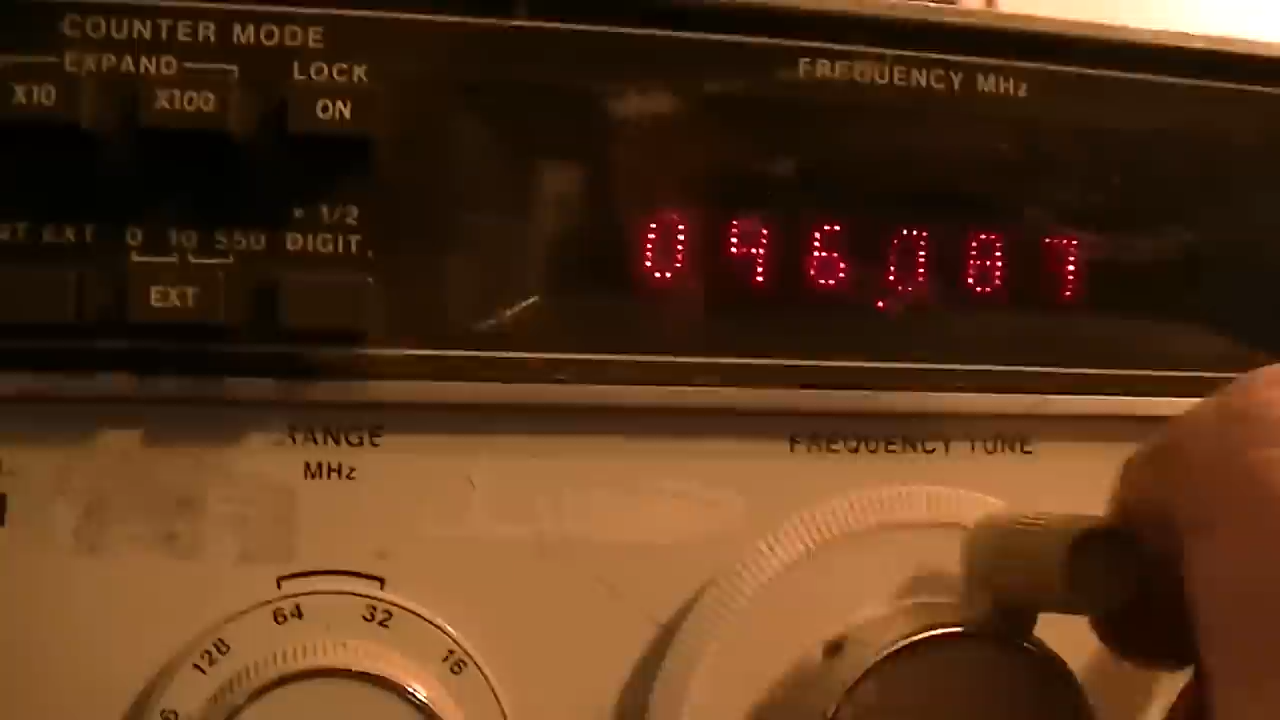 COUNTER MODE
EXPAND LOCK
X10 X100 ON
FREQUENCY MHz
046.087
EXT 0 10 550
× 1/2 DIGIT
EXT
RANGE
MHz
FREQUENCY TUNE
128 64 32 16